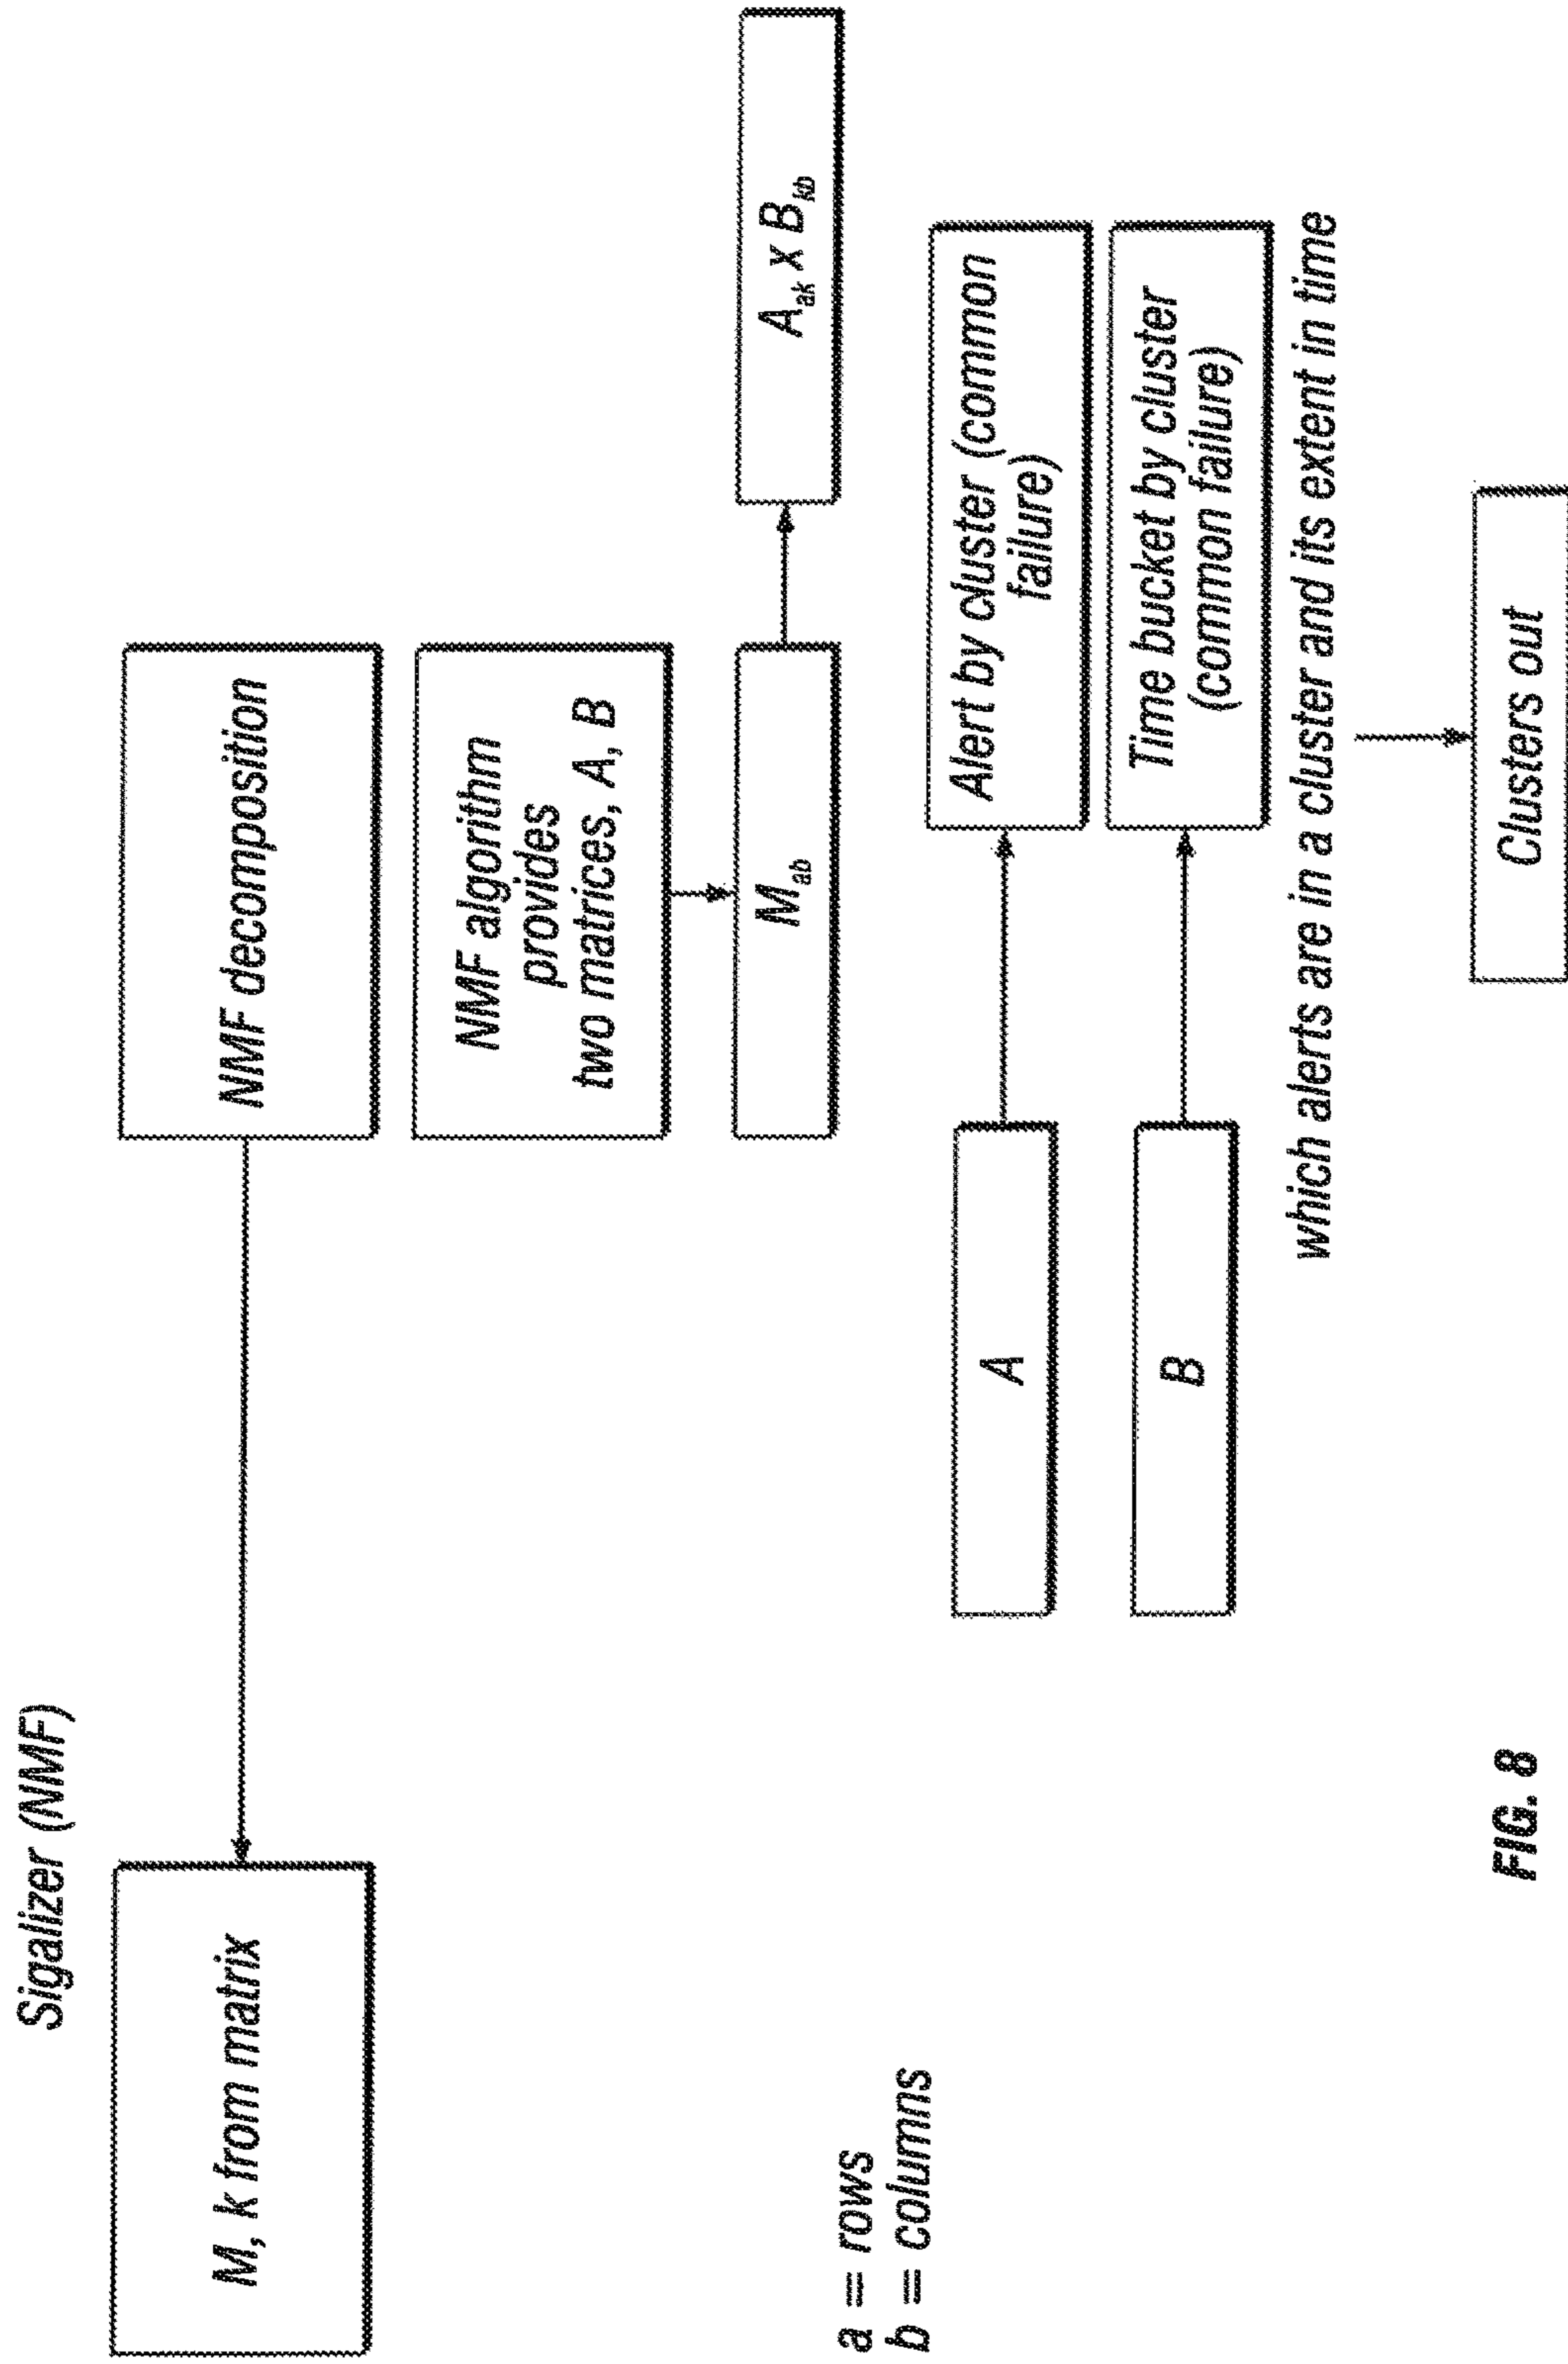 Sigalizer (NMF)
M, k from matrix
NMF decomposition
NMF algorithm
provides
two matrices, A, B
a = rows
b = columns
M_ab
A_ak x B_kb
A
Alert by cluster (common
failure)
B
Time bucket by cluster
(common failure)
which alerts are in a cluster and its extent in time
Clusters out
FIG. 8